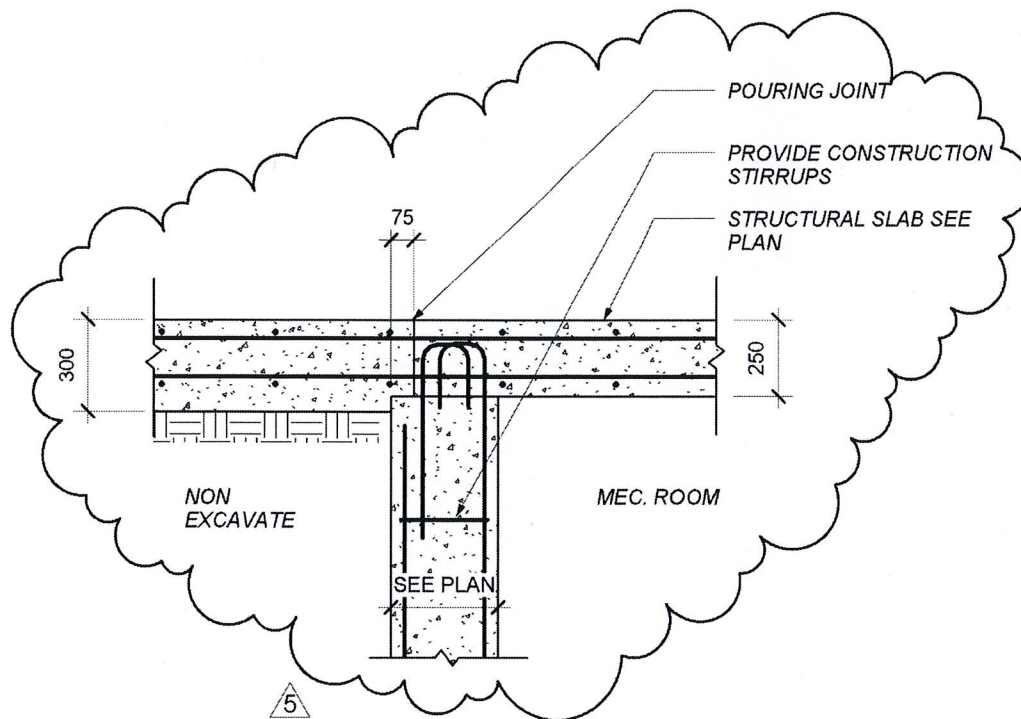 POURING JOINT
PROVIDE CONSTRUCTION
STIRRUPS
STRUCTURAL SLAB SEE
PLAN
75
300
250
NON
EXCAVATE
MEC. ROOM
SEE PLAN
5